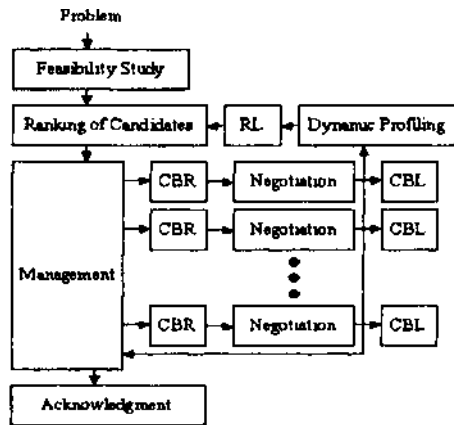 Problem
Feasibility Study
Ranking of Candidates
RL
Dynamic Profiling
CBR
Negotiation
CBL
CBR
Negotiation
CBL
Management
CBR
Negotiation
CBL
Acknowledgment